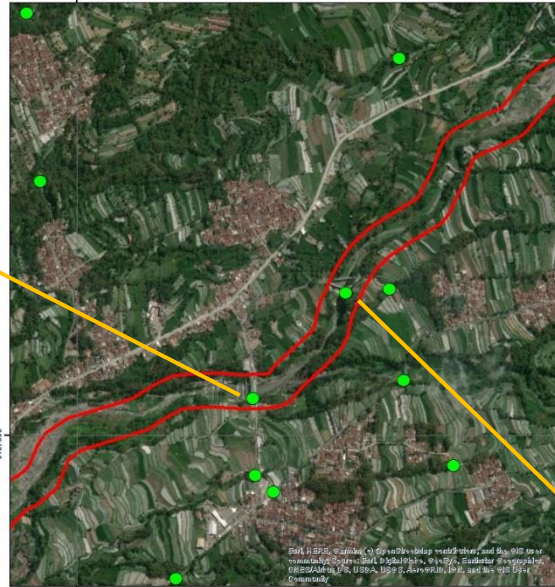 Esri, HERE, Garmin, (c) OpenStreetMap contributors, and the GIS user
community, Source: Esri, DigitalGlobe, GeoEye, Earthstar Geographics,
CNES/Airbus DS, USDA, USGS, AeroGRID, IGN, and the GIS User
Community